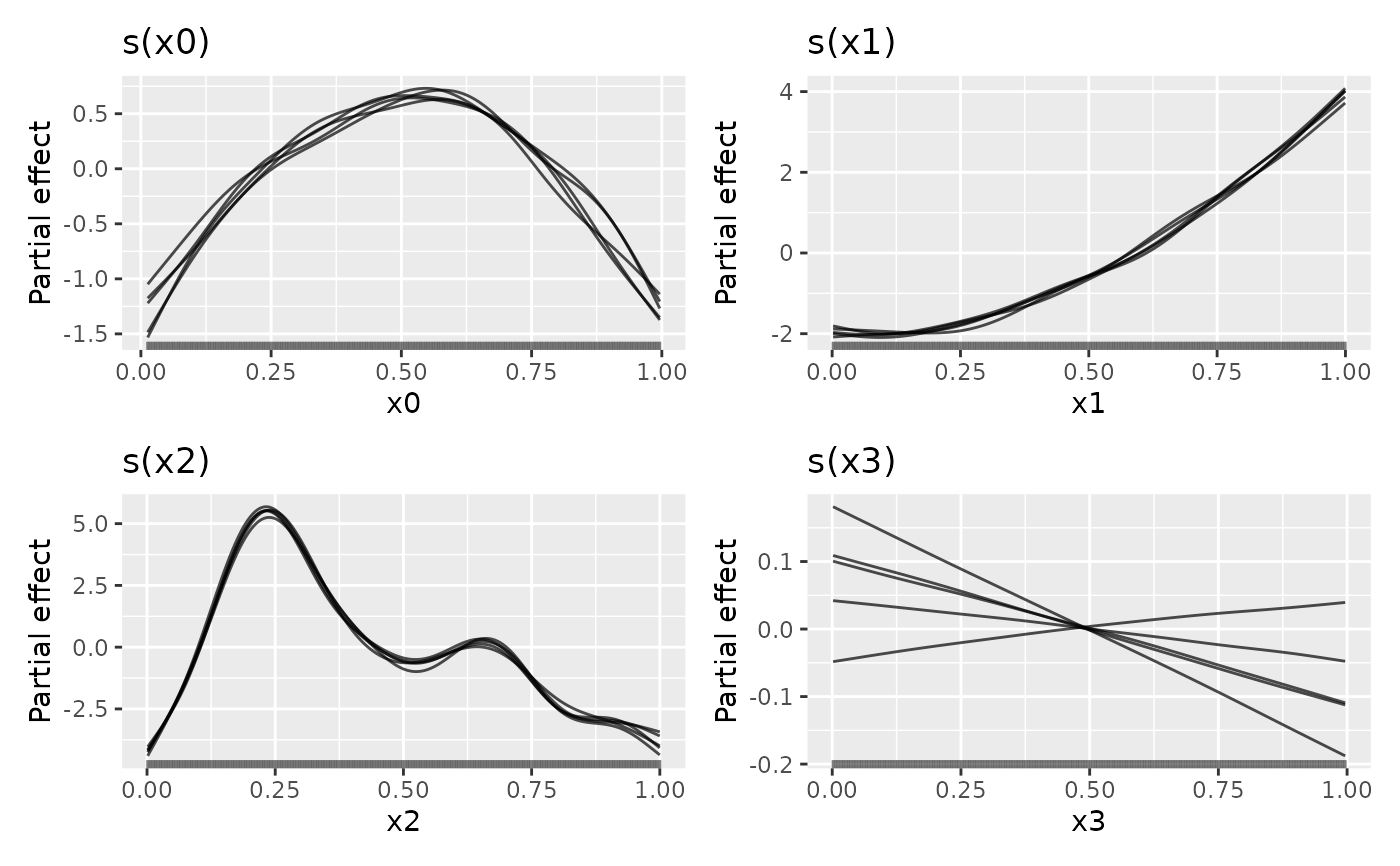 s(x0)
Partial effect
0.5
0.0
-0.5
-1.0
-1.5
0.00 0.25 0.50 0.75 1.00
x0
s(x1)
Partial effect
4
2
0
-2
0.00 0.25 0.50 0.75 1.00
x1
s(x2)
Partial effect
5.0
2.5
0.0
-2.5
0.00 0.25 0.50 0.75 1.00
x2
s(x3)
Partial effect
0.1
0.0
-0.1
-0.2
0.00 0.25 0.50 0.75 1.00
x3